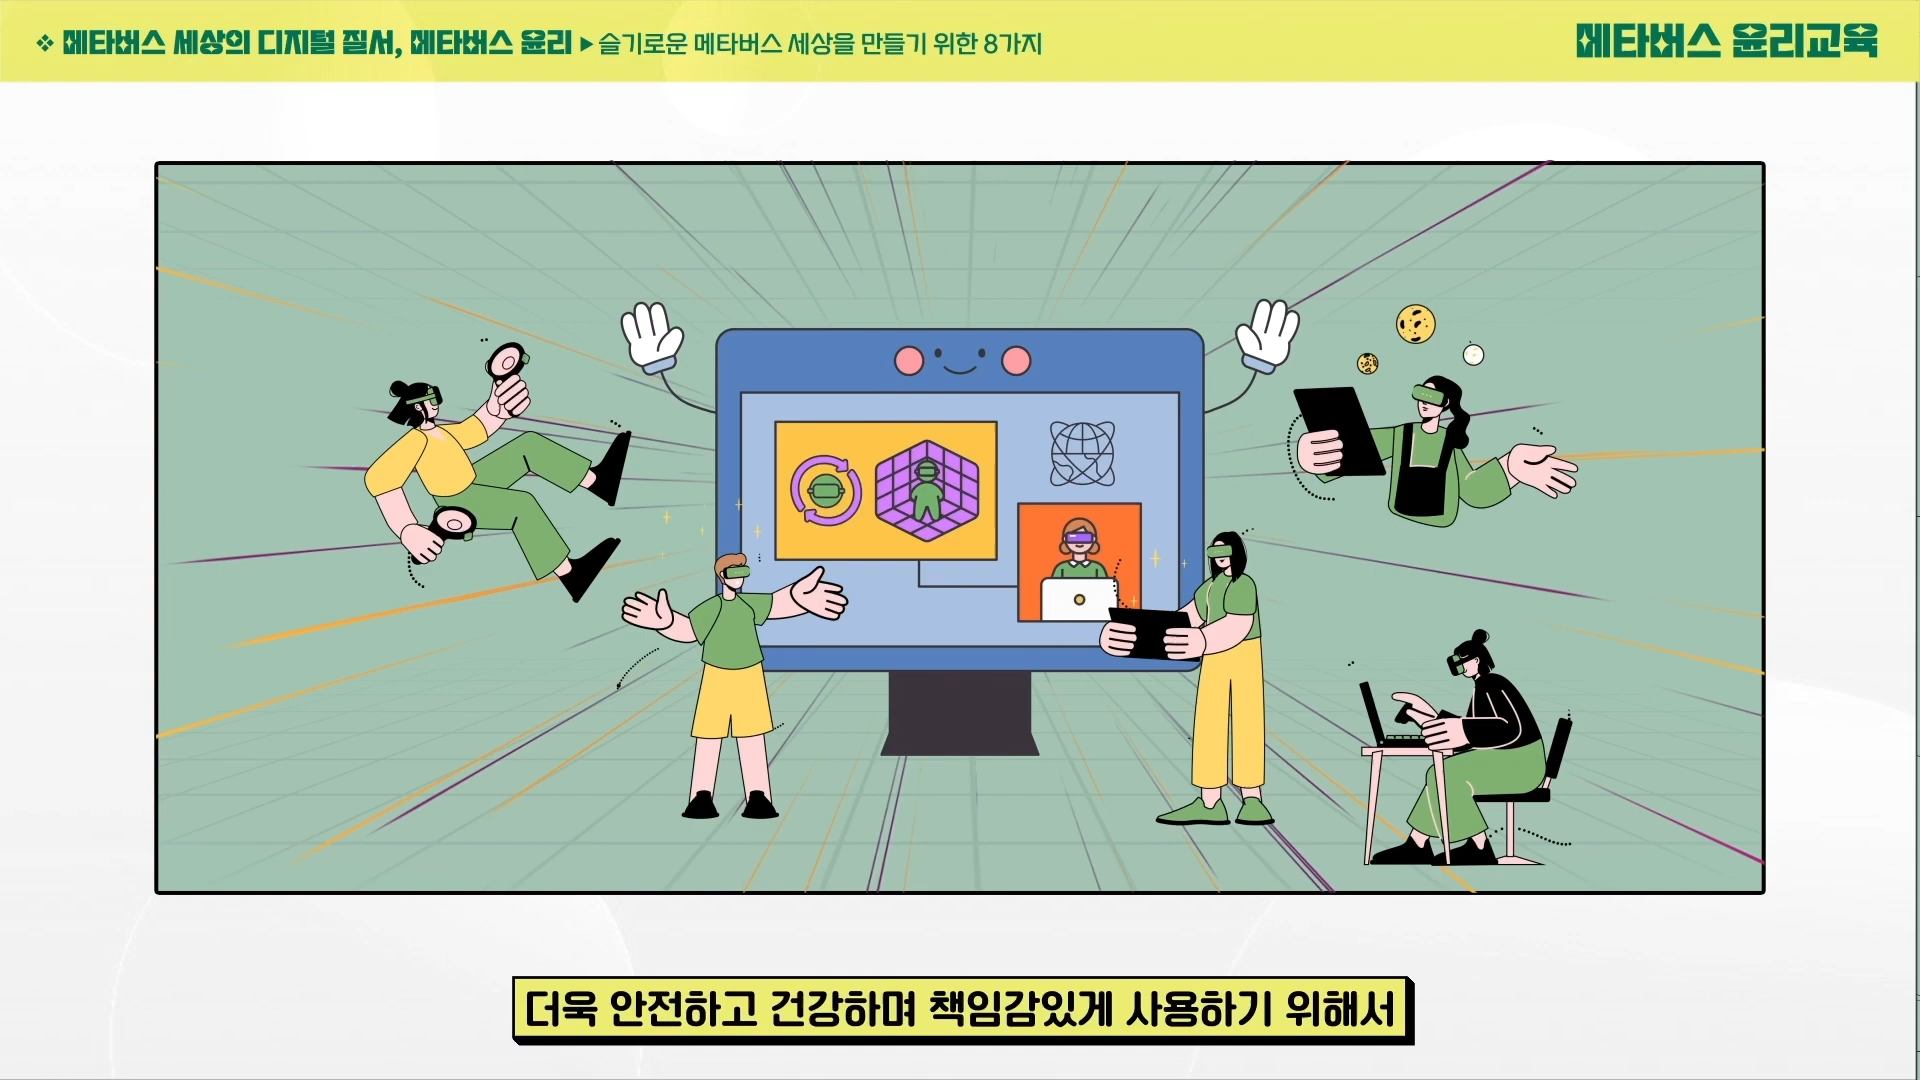 ❖ 메타버스 세상의 디지털 질서, 메타버스 윤리 ▶ 슬기로운 메타버스 세상을 만들기 위한 8가지
메타버스 윤리교육
더욱 안전하고 건강하며 책임감있게 사용하기 위해서